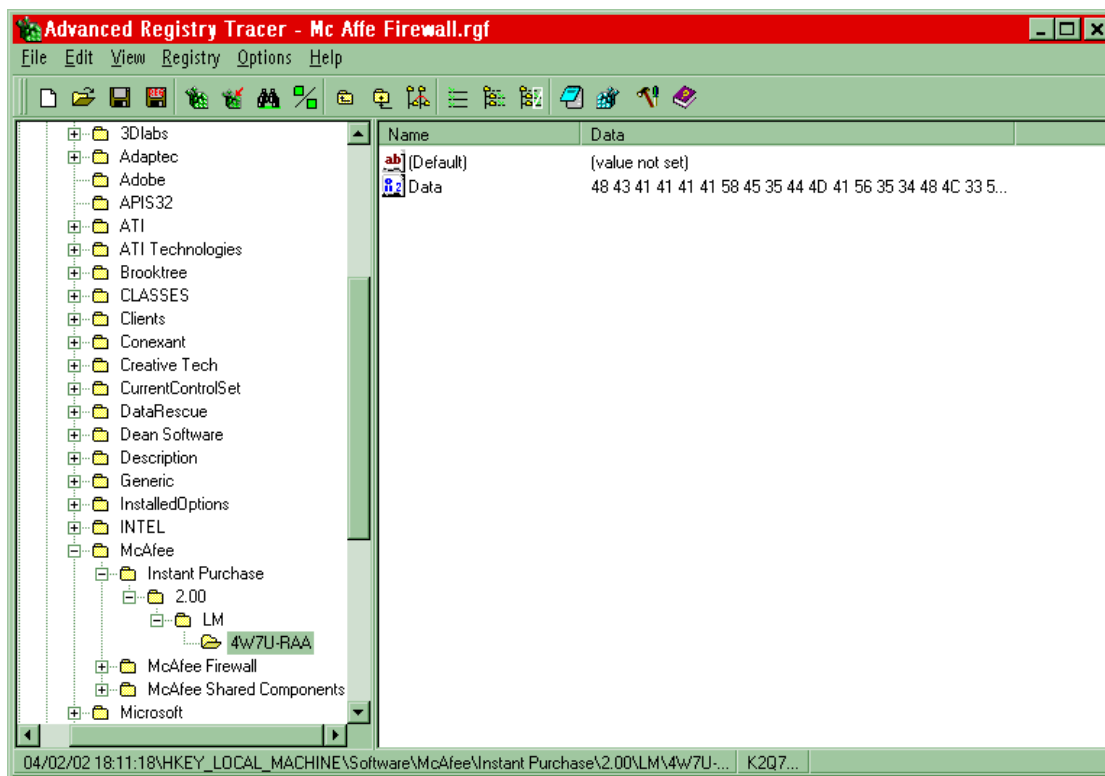 Advanced Registry Tracer - Mc Affe Firewall.rgf
File Edit View Registry Options Help
Name Data
(Default) (value not set)
Data 48 43 41 41 41 41 58 45 35 44 4D 41 56 35 34 48 4C 33 5...
3Dlabs
Adaptec
Adobe
APIS32
ATI
ATI Technologies
Brooktree
CLASSES
Clients
Conexant
Creative Tech
CurrentControlSet
DataRescue
Dean Software
Description
Generic
InstalledOptions
INTEL
McAfee
Instant Purchase
2.00
LM
4W7U-RAA
McAfee Firewall
McAfee Shared Components
Microsoft
04/02/02 18:11:18\HKEY_LOCAL_MACHINE\Software\McAfee\Instant Purchase\2.00\LM\4W7U-... K2Q7...